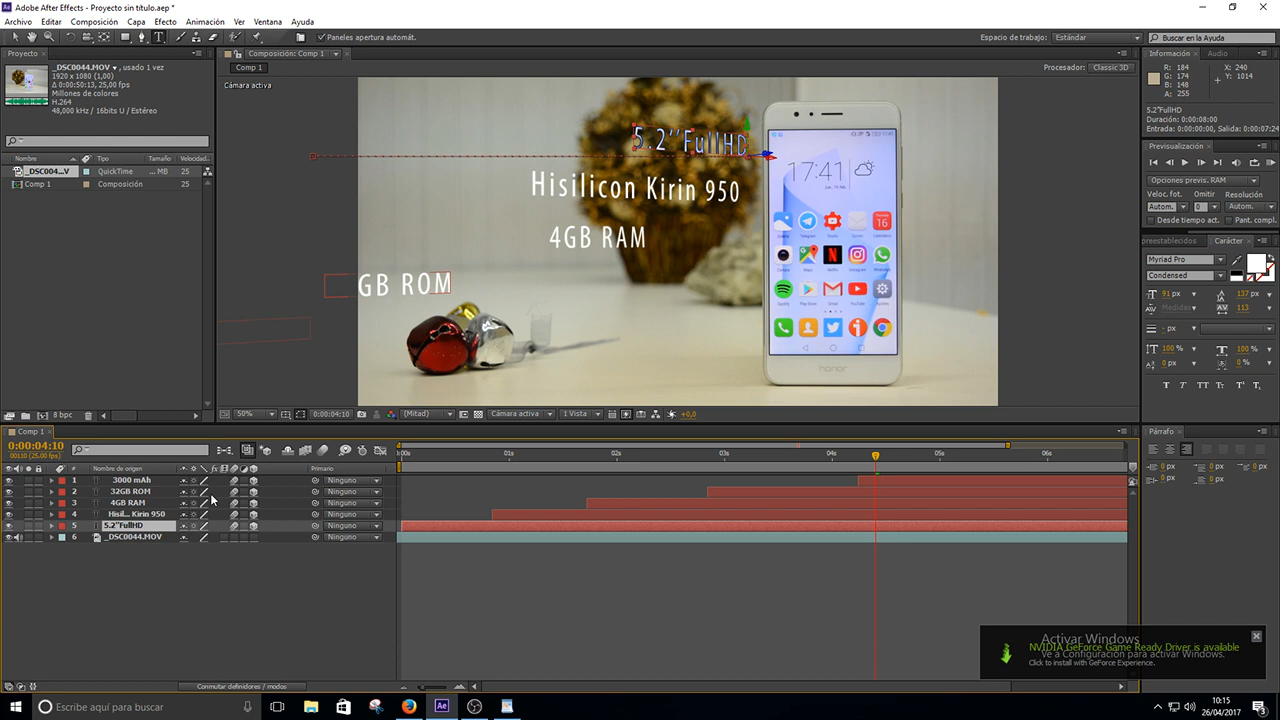 Adobe After Effects - Proyecto sin título.aep *
Archivo Editar Composición Capa Efecto Animación Ver Ventana Ayuda
Paneles apertura automát.
Espacio de trabajo: Estándar
Buscar en la Ayuda
Proyecto
_DSC0044.MOV ▾, usado 1 vez
1920 x 1080 (1,00)
Δ 0:00:50:13, 25,00 fps
Millones de colores
H.264
48,000 kHz / 16bits U / Estéreo
Nombre Tipo Tamaño Velocidad...
_DSC004...V QuickTime ... MB 25
Comp 1 Composición 25
8 bpc
Composición: Comp 1
Comp 1
Procesador: Classic 3D
Cámara activa
5.2''FullHD
Hisilicon Kirin 950
4GB RAM
GB ROM
17:41
16
honor
50% 0:00:04:10 (Mitad) Cámara activa 1 Vista +0,0
Información Audio
R: 184
G: 174
B: 148
A: 255
X: 240
Y: 1014
5.2''FullHD
Duración: 0:00:08:00
Entrada: 0:00:00:00, Salida: 0:00:07:24
Previsualización
Opciones previs. RAM
Veloc. fot. Omitir Resolución
Autom. 0 Autom.
Desde tiempo act. Pant. compl.
preestablecidos Carácter
Myriad Pro
Condensed
91 px 137 px
Medidas 113
- px
100 % 100 %
0 px 0 %
T T TT Tt T' T,
Párrafo
0 px 0 px
0 px 0 px
0 px
Comp 1
0:00:04:10
00110 (25.00 fps)
Nombre de origen fx Primario
1 3000 mAh Ninguno
2 32GB ROM Ninguno
3 4GB RAM Ninguno
4 Hisil... Kirin 950 Ninguno
5 5.2''FullHD Ninguno
6 _DSC0044.MOV Ninguno
:00s 01s 02s 03s 04s 05s 06s
Conmutar definidores / modos
Activar Windows
Ve a Configuración para activar Windows.
NVIDIA GeForce Game Ready Driver is available
Click to install with GeForce Experience.
Escribe aquí para buscar
10:15
26/04/2017
3